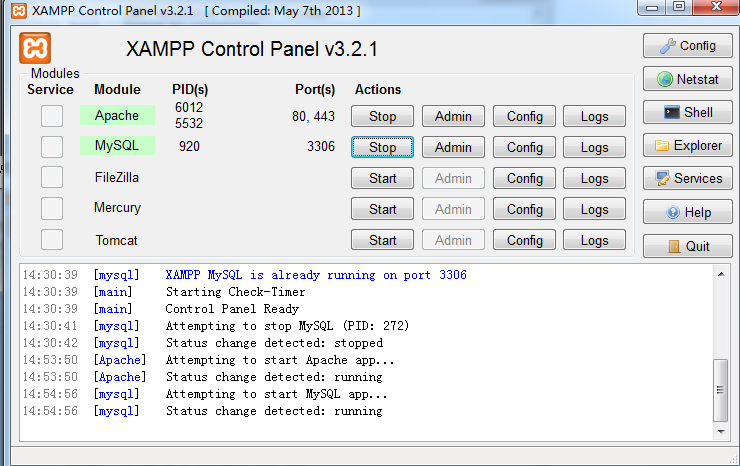 XAMPP Control Panel v3.2.1 [ Compiled: May 7th 2013 ]
XAMPP Control Panel v3.2.1
Config
Modules
Service Module PID(s) Port(s) Actions
Netstat
Apache 6012 5532 80, 443 Stop Admin Config Logs
Shell
MySQL 920 3306 Stop Admin Config Logs
Explorer
FileZilla Start Admin Config Logs
Services
Mercury Start Admin Config Logs
Help
Tomcat Start Admin Config Logs
Quit
14:30:39 [mysql] XAMPP MySQL is already running on port 3306
14:30:39 [main] Starting Check-Timer
14:30:39 [main] Control Panel Ready
14:30:41 [mysql] Attempting to stop MySQL (PID: 272)
14:30:42 [mysql] Status change detected: stopped
14:53:50 [Apache] Attempting to start Apache app...
14:53:50 [Apache] Status change detected: running
14:54:56 [mysql] Attempting to start MySQL app...
14:54:56 [mysql] Status change detected: running